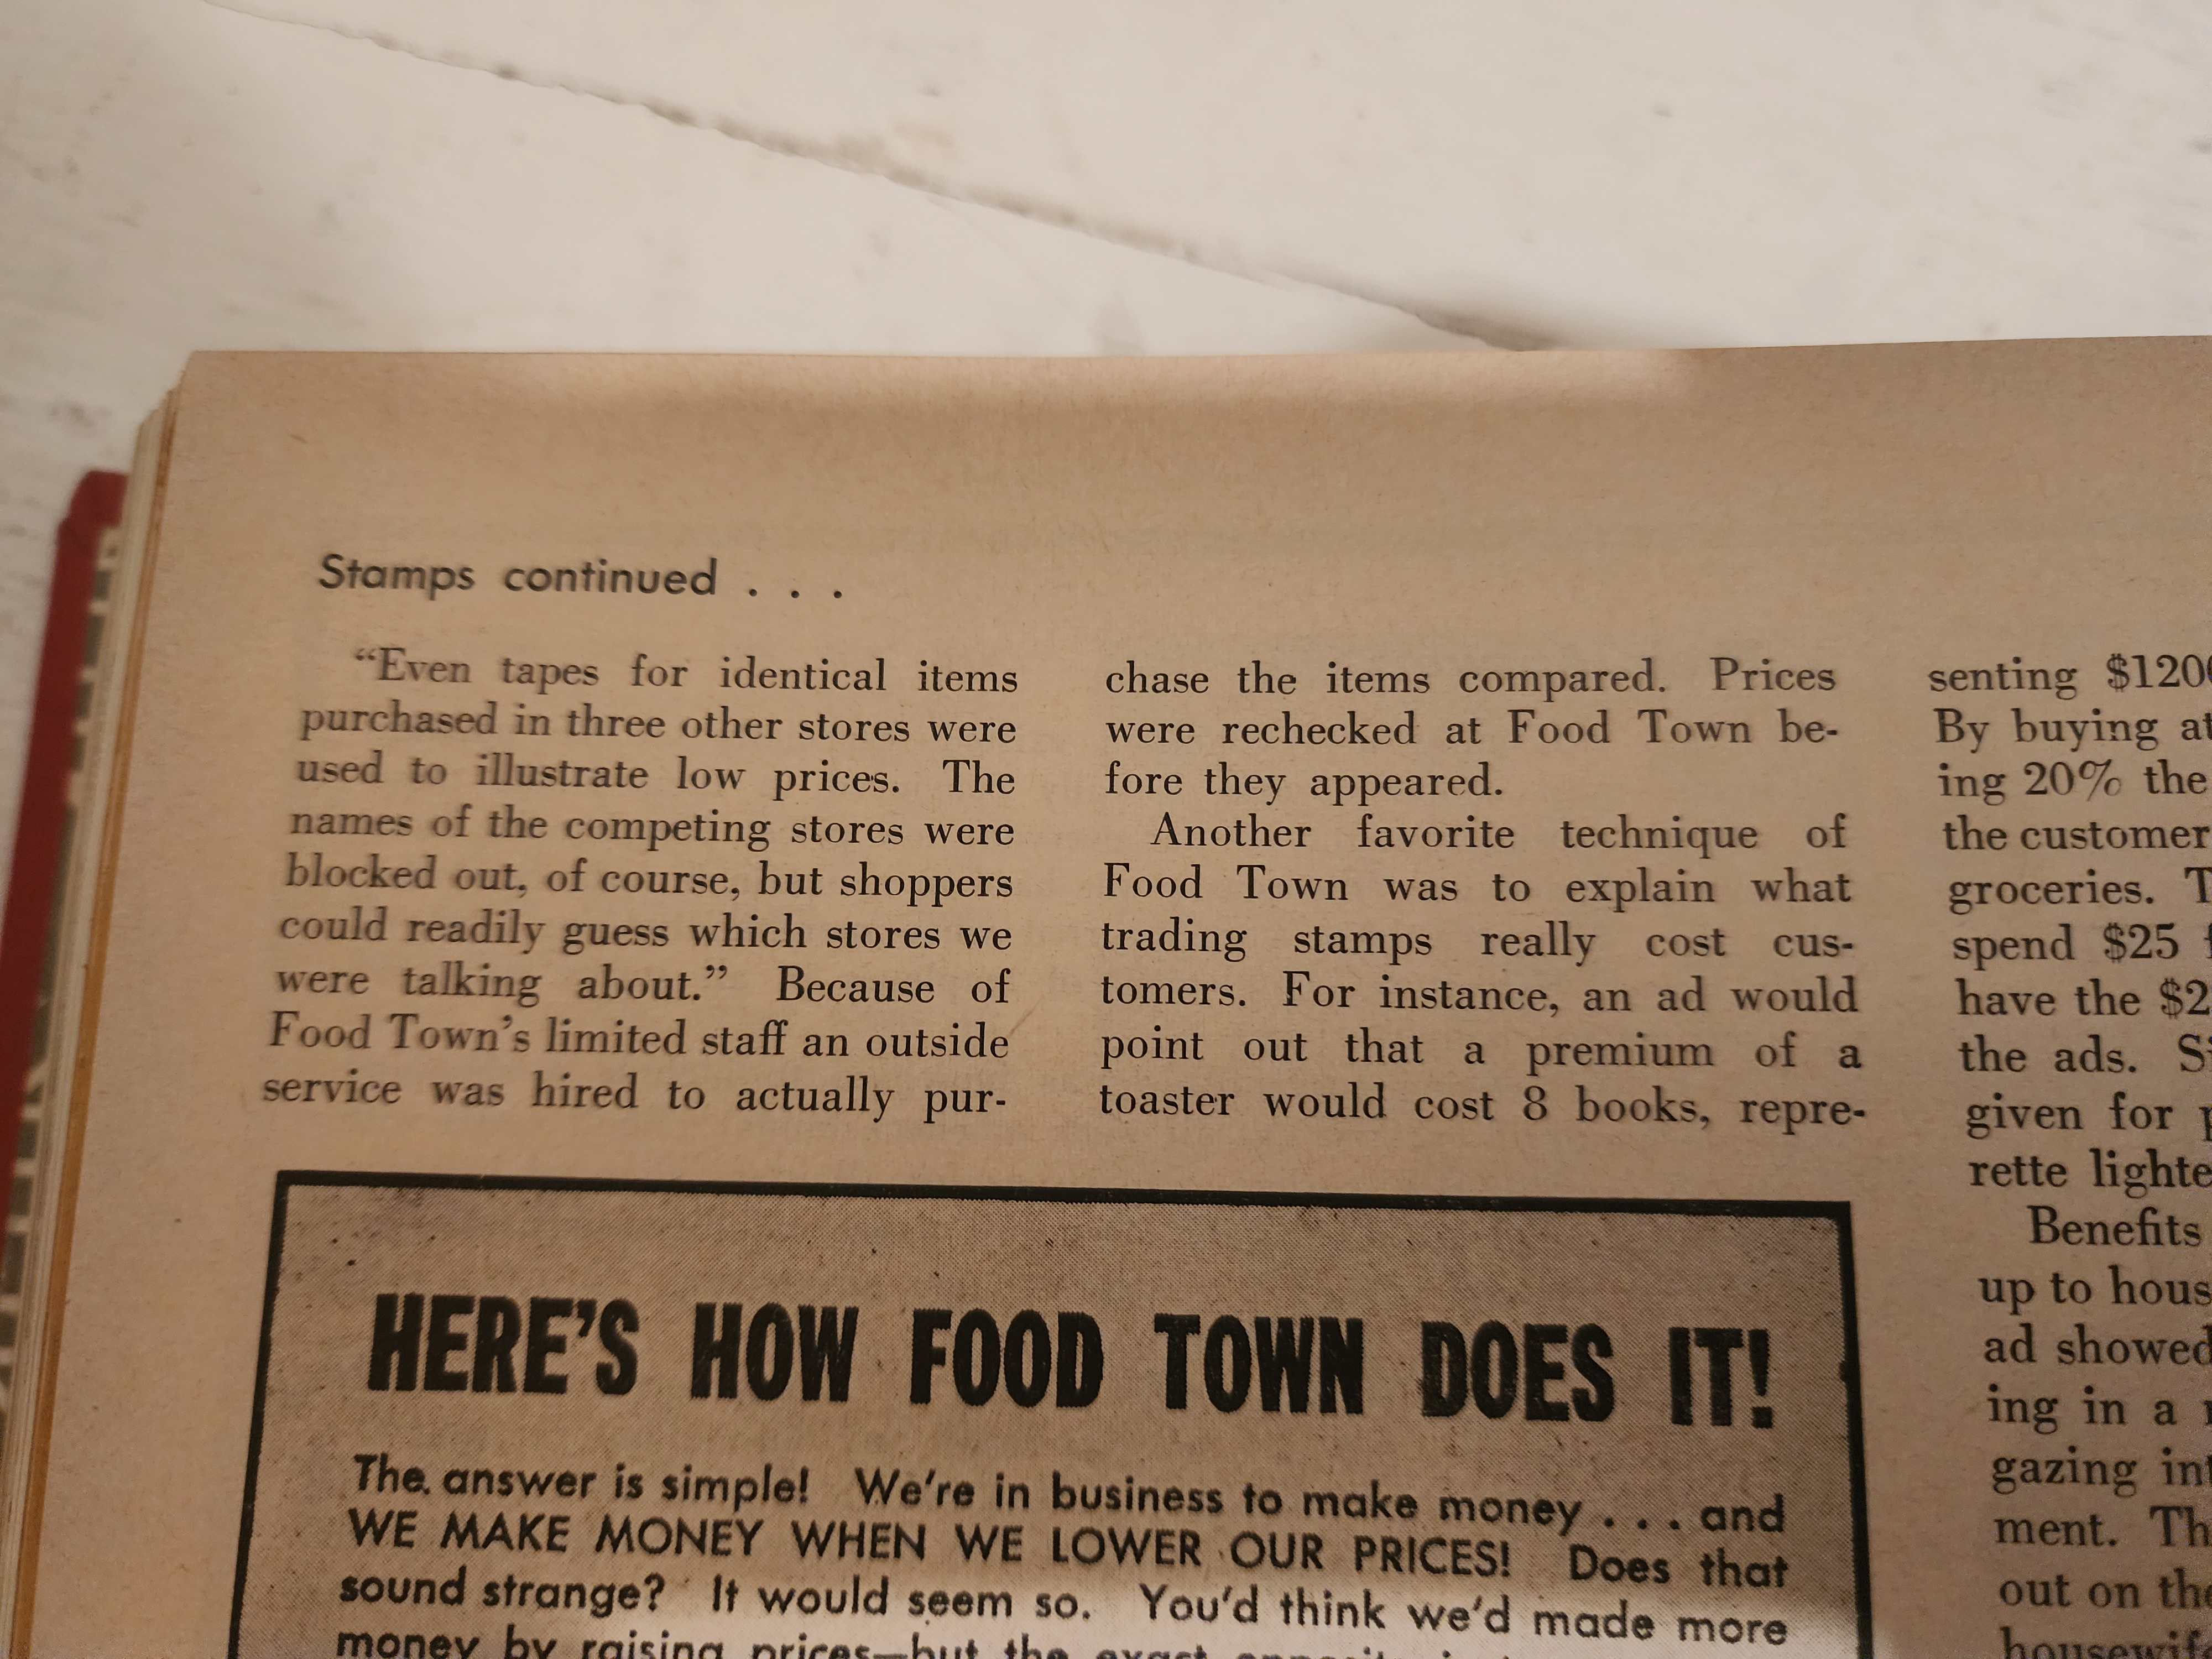 Stamps continued . . .
“Even tapes for identical items
purchased in three other stores were
used to illustrate low prices. The
names of the competing stores were
blocked out, of course, but shoppers
could readily guess which stores we
were talking about.” Because of
Food Town’s limited staff an outside
service was hired to actually pur-
chase the items compared. Prices
were rechecked at Food Town be-
fore they appeared.
Another favorite technique of
Food Town was to explain what
trading stamps really cost cus-
tomers. For instance, an ad would
point out that a premium of a
toaster would cost 8 books, repre-
senting
By buying
ing 20% the
the customer
groceries.
spend $25
have the
the ads.
given for
rette
Benefits
up to
ad showed
ing in a
gazing
ment.
out on
HERE’S HOW FOOD TOWN DOES IT!
The answer is simple! We’re in business to make money . . . and
WE MAKE MONEY WHEN WE LOWER OUR PRICES! Does that
sound strange? It would seem so. You’d think we’d made more
money by raising prices—but the exact